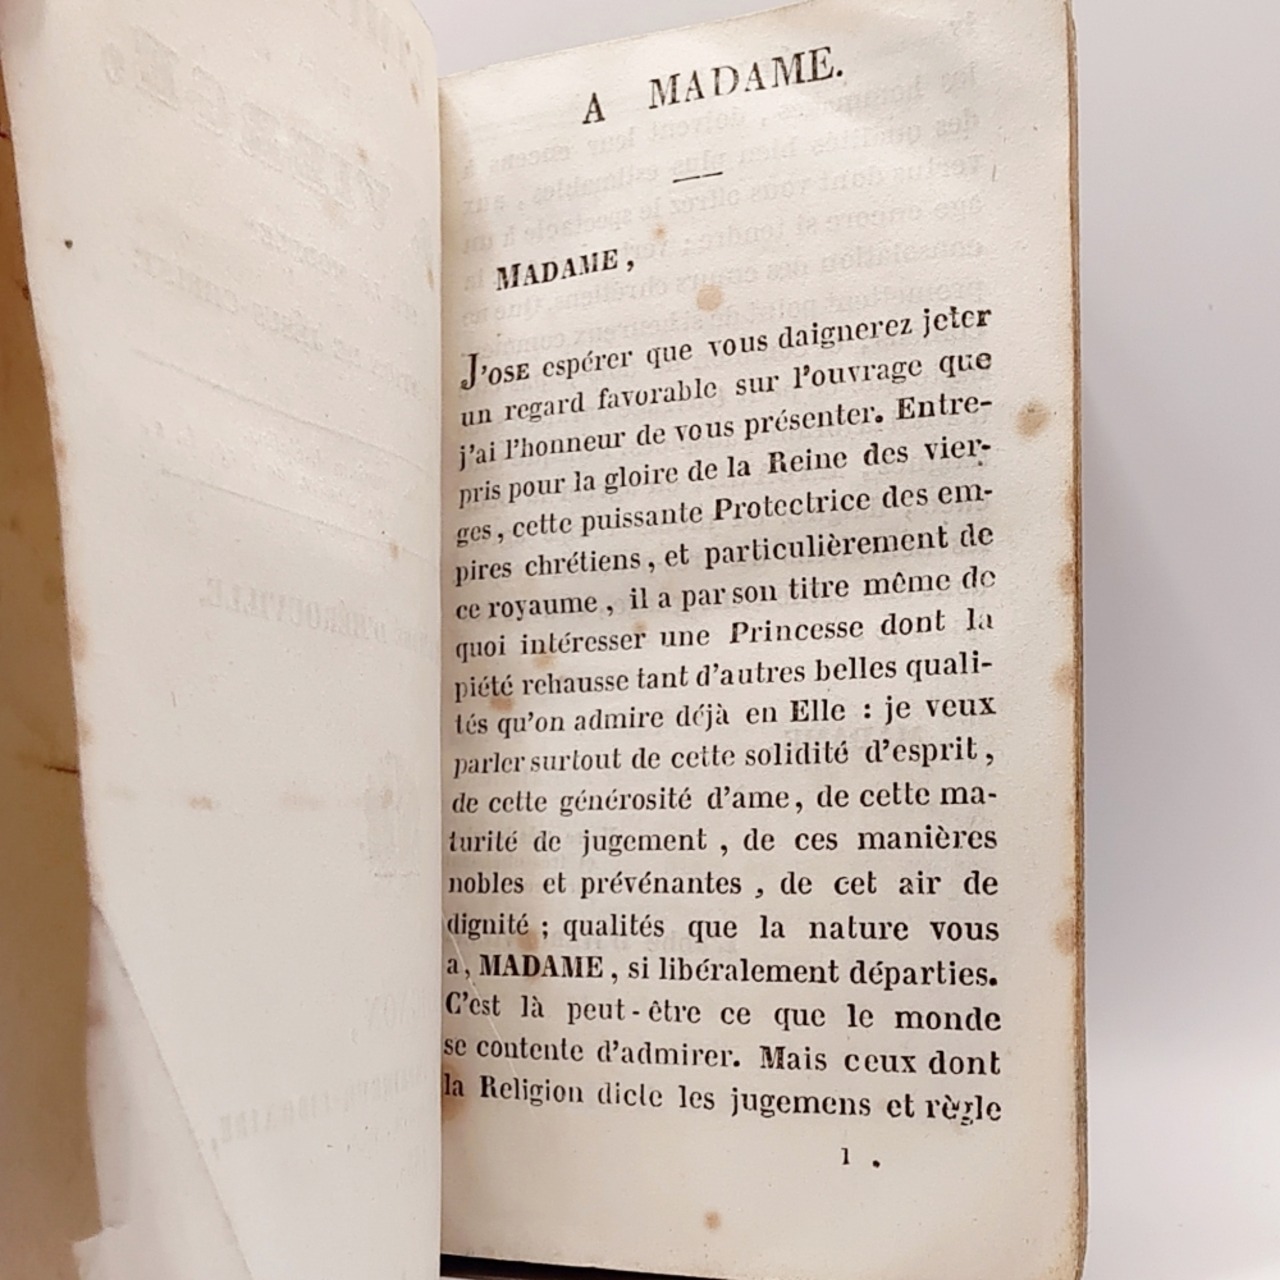 A MADAME.
MADAME,
J'OSE espérer que vous daignerez jeter
un regard favorable sur l'ouvrage que
j'ai l'honneur de vous présenter. Entre-
pris pour la gloire de la Reine des vier-
ges, cette puissante Protectrice des em-
pires chrétiens, et particulièrement de
ce royaume, il a par son titre même de
quoi intéresser une Princesse dont la
piété rehausse tant d'autres belles quali-
tés qu'on admire déjà en Elle : je veux
parler surtout de cette solidité d'esprit,
de cette générosité d'ame, de cette ma-
turité de jugement, de ces manières
nobles et prévénantes, de cet air de
dignité ; qualités que la nature vous
a, MADAME, si libéralement départies.
C'est là peut-être ce que le monde
se contente d'admirer. Mais ceux dont
la Religion dicte les jugemens et règle
1.